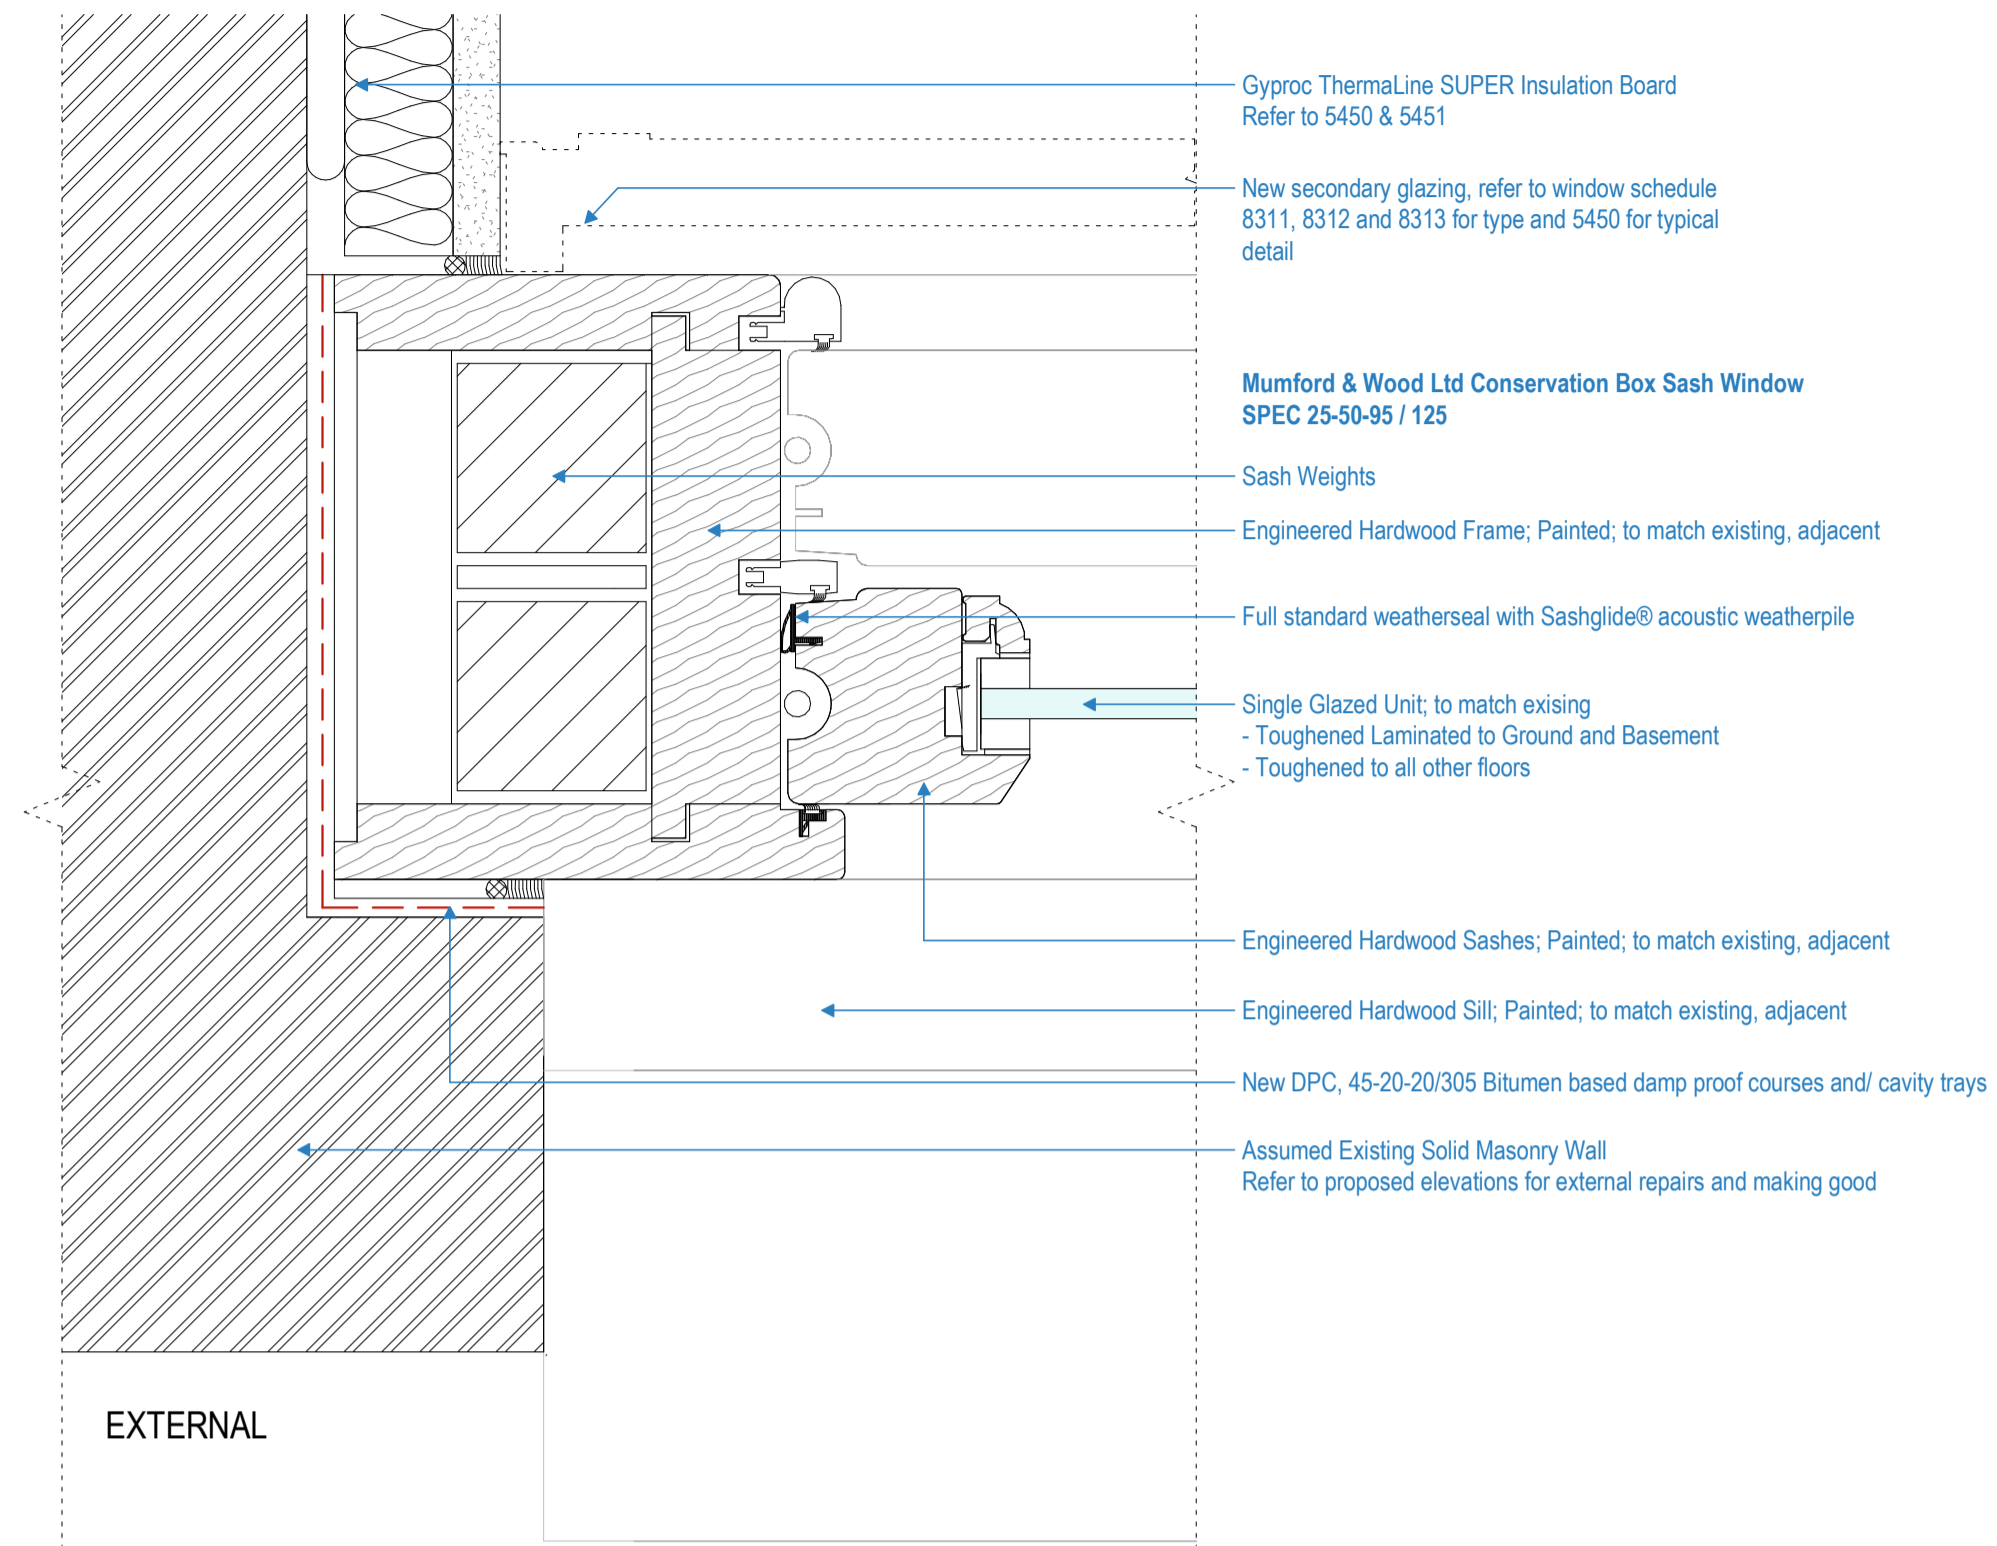 Gyproc ThermaLine SUPER Insulation Board
Refer to 5450 & 5451
New secondary glazing, refer to window schedule
8311, 8312 and 8313 for type and 5450 for typical
detail
Mumford & Wood Ltd Conservation Box Sash Window
SPEC 25-50-95 / 125
Sash Weights
Engineered Hardwood Frame; Painted; to match existing, adjacent
Full standard weatherseal with Sashglide® acoustic weatherpile
Single Glazed Unit; to match exising
- Toughened Laminated to Ground and Basement
- Toughened to all other floors
Engineered Hardwood Sashes; Painted; to match existing, adjacent
Engineered Hardwood Sill; Painted; to match existing, adjacent
New DPC, 45-20-20/305 Bitumen based damp proof courses and/ cavity trays
Assumed Existing Solid Masonry Wall
Refer to proposed elevations for external repairs and making good
EXTERNAL